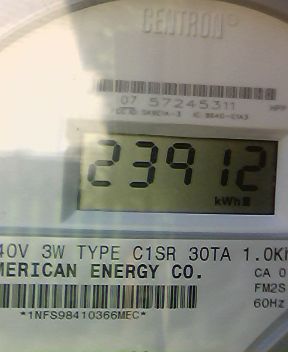 CENTRON®
07 57245311
23912
kWh
40V 3W TYPE C1SR 30TA 1.0Kh
MERICAN ENERGY CO.
CA 0
FM2S
60Hz
*1NFS98410366MEC*